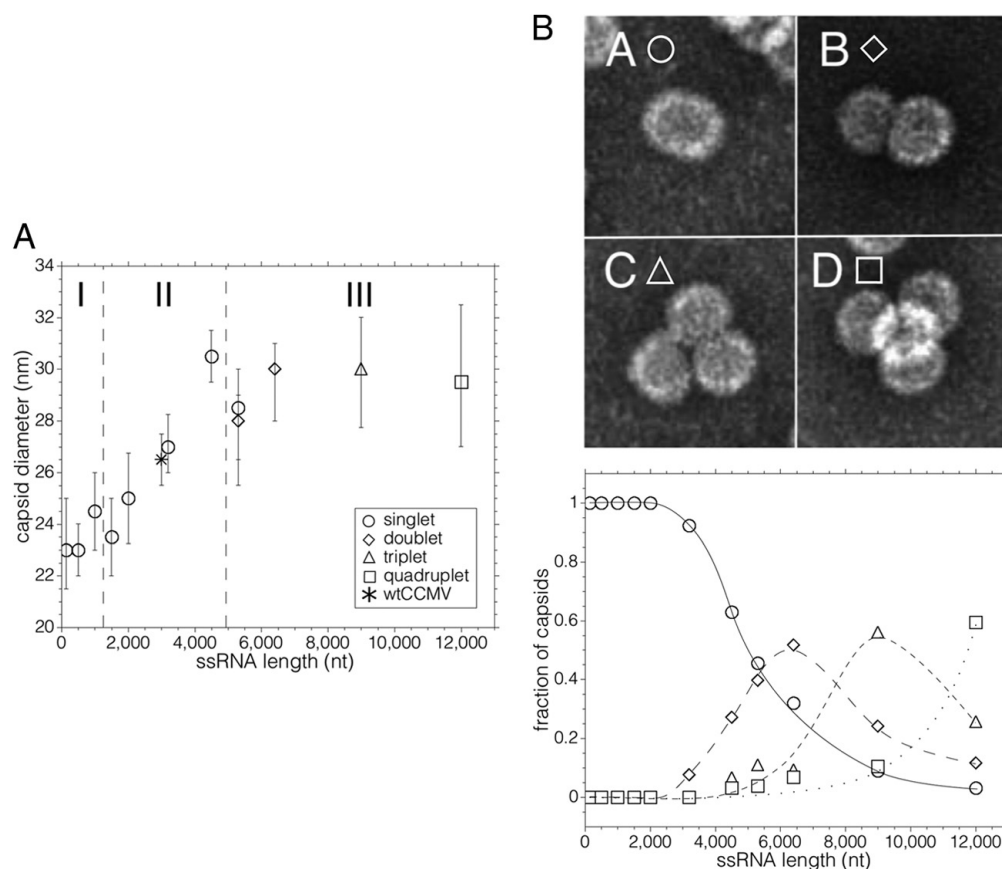 A
34
32
30
28
26
24
22
20
capsid diameter (nm)
I II III
singlet
doublet
triplet
quadruplet
wtCCMV
0 2,000 4,000 6,000 8,000 10,000 12,000
ssRNA length (nt)
B
A B
C D
1
0.8
0.6
0.4
0.2
0
fraction of capsids
0 2,000 4,000 6,000 8,000 10,000 12,000
ssRNA length (nt)